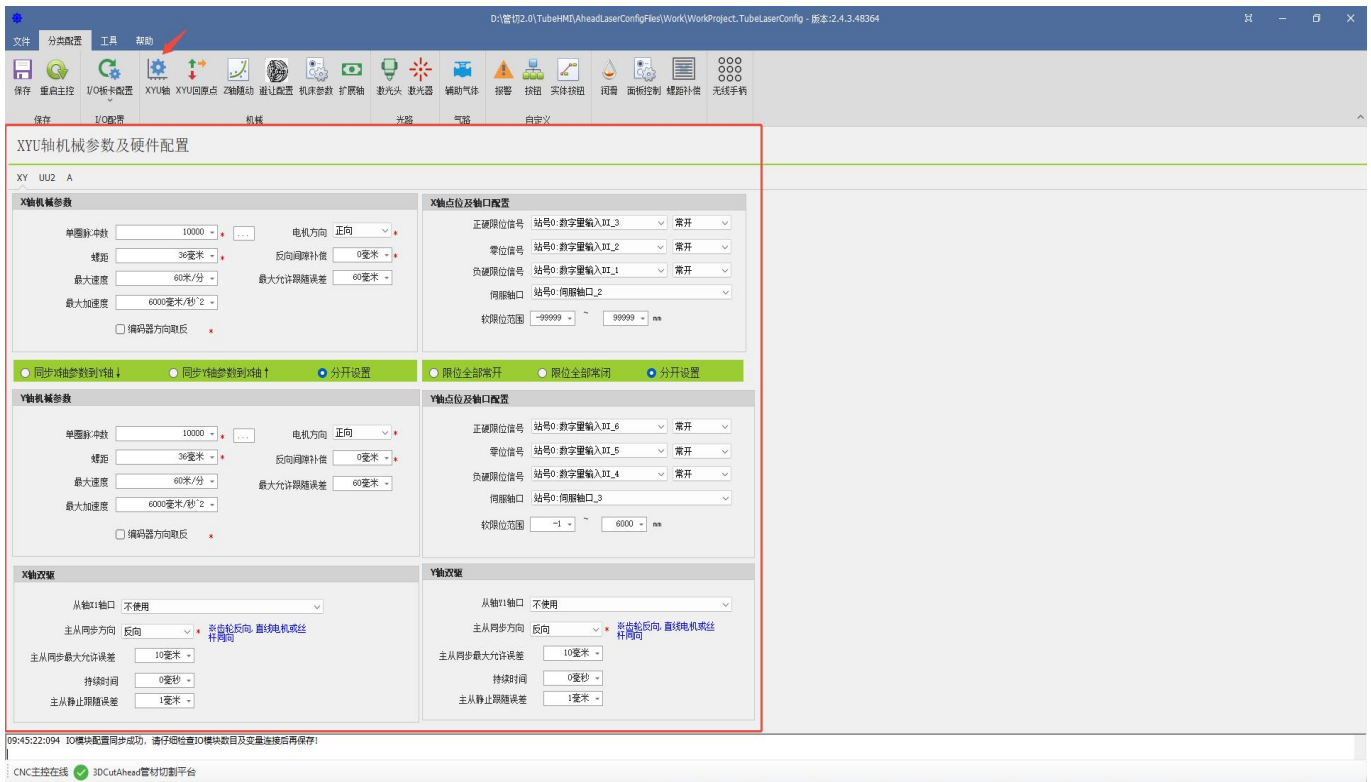 D:\管切2.0\TubeHMI\AheadLaserConfigFiles\Work\WorkProject.TubeLaserConfig - 版本:2.4.3.48364
文件 分类配置 工具 帮助
保存 重启主控 I/O板卡配置 XYU轴 XYU回原点 Z轴随动 避让配置 机床参数 扩展轴 激光头 激光器 辅助气体 报警 按钮 实体按钮 润滑 面板控制 螺距补偿 无线手柄
保存 I/O配置 机械 光路 气路 自定义
XYU轴机械参数及硬件配置
XY UU2 A
X轴机械参数
单圈脉冲数 10000 * ... 电机方向 正向 *
螺距 36毫米 * 反向间隙补偿 0毫米 *
最大速度 60米/分 最大允许跟随误差 60毫米
最大加速度 6000毫米/秒^2
编码器方向取反 *
X轴点位及轴口配置
正硬限位信号 站号0:数字量输入DI_3 常开
零位信号 站号0:数字量输入DI_2 常开
负硬限位信号 站号0:数字量输入DI_1 常开
伺服轴口 站号0:伺服轴口_2
软限位范围 -99999 ~ 99999 mm
同步X轴参数到Y轴↓ 同步Y轴参数到X轴↑ 分开设置
限位全部常开 限位全部常闭 分开设置
Y轴机械参数
单圈脉冲数 10000 * ... 电机方向 正向 *
螺距 36毫米 * 反向间隙补偿 0毫米 *
最大速度 60米/分 最大允许跟随误差 60毫米
最大加速度 6000毫米/秒^2
编码器方向取反 *
Y轴点位及轴口配置
正硬限位信号 站号0:数字量输入DI_6 常开
零位信号 站号0:数字量输入DI_5 常开
负硬限位信号 站号0:数字量输入DI_4 常开
伺服轴口 站号0:伺服轴口_3
软限位范围 -1 ~ 6000 mm
X轴双驱
从轴X1轴口 不使用
主从同步方向 反向 * ※齿轮反向,直线电机或丝
杆同向
主从同步最大允许误差 10毫米
持续时间 0毫秒
主从静止跟随误差 1毫米
Y轴双驱
从轴Y1轴口 不使用
主从同步方向 反向 * ※齿轮反向,直线电机或丝
杆同向
主从同步最大允许误差 10毫米
持续时间 0毫秒
主从静止跟随误差 1毫米
09:45:22:094 IO模块配置同步成功, 请仔细检查IO模块数目及变量连接后再保存!
CNC主控在线 3DCutAhead管材切割平台